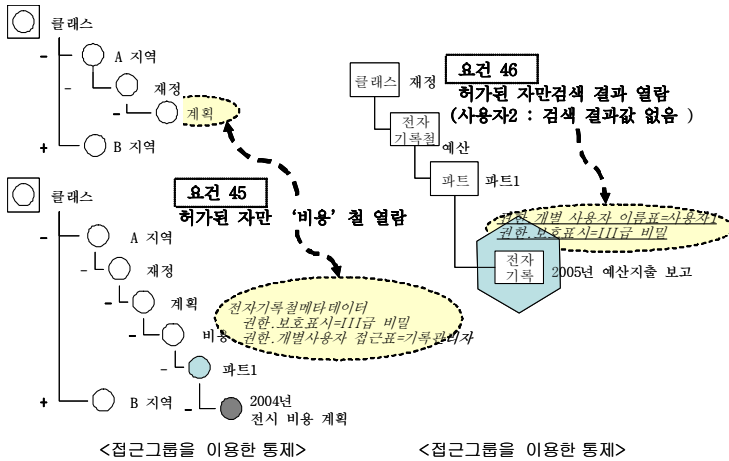 클래스
- A 지역
- 재정
- 계획
+ B 지역
요건 45
허가된 자만 '비용' 철 열람
클래스
- A 지역
- 재정
- 계획
- 비용
전자기록철메타데이터
권한.보호표시=III급 비밀
권한.개별사용자 접근표=기록관리자
- 파트1
+ B 지역
- 2004년
전시 비용 계획
<접근그룹을 이용한 통제>
요건 46
허가된 자만검색 결과 열람
(사용자2 : 검색 결과값 없음 )
클래스 재정
전자
기록철
예산
파트 파트1
권한 개별 사용자 이름표=사용자1
권한.보호표시=III급 비밀
전자
기록
2005년 예산지출 보고
<접근그룹을 이용한 통제>